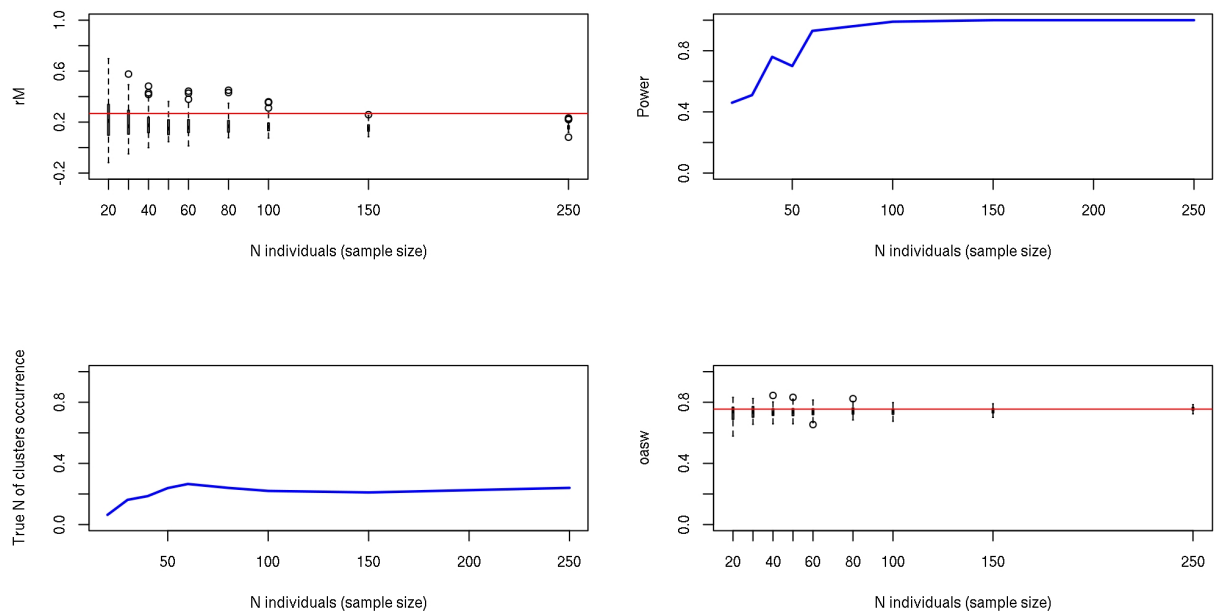 rM
1.0
0.6
0.2
-0.2
20 40 60 80 100 150 250
N individuals (sample size)
Power
0.8
0.4
0.0
50 100 150 200 250
N individuals (sample size)
True N of clusters occurrence
0.8
0.4
0.0
50 100 150 200 250
N individuals (sample size)
oasw
0.8
0.4
0.0
20 40 60 80 100 150 250
N individuals (sample size)